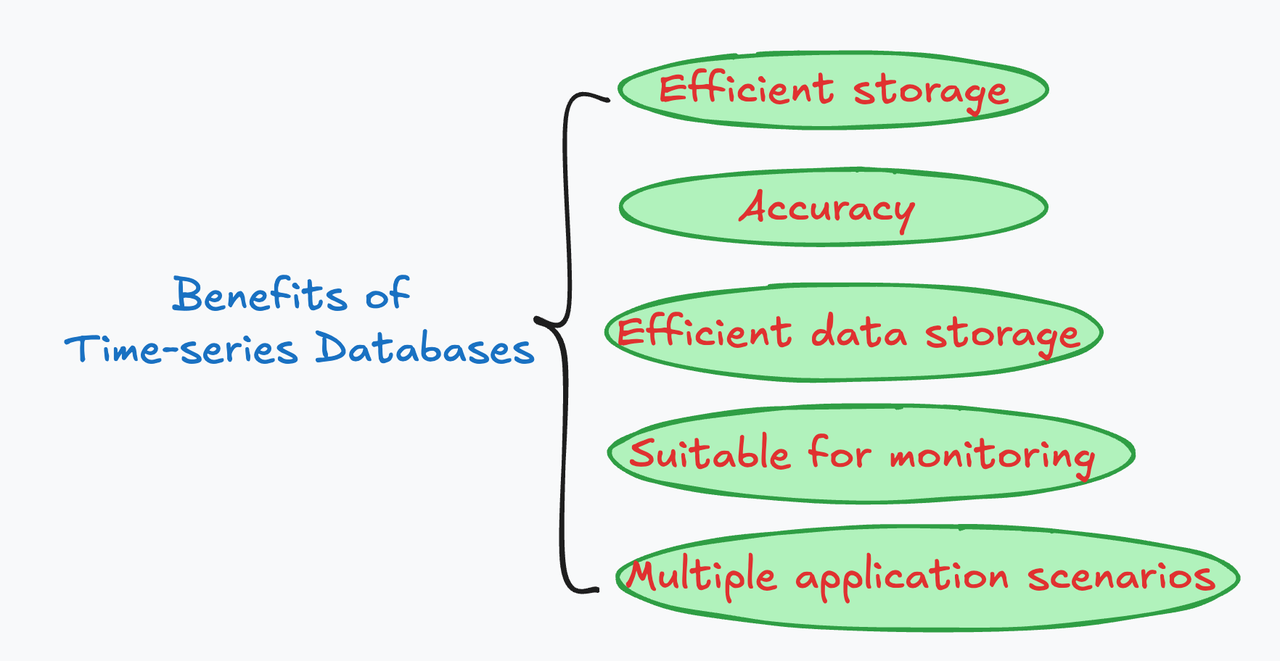 Benefits of
Time-series Databases
Efficient storage
Accuracy
Efficient data storage
Suitable for monitoring
Multiple application scenarios